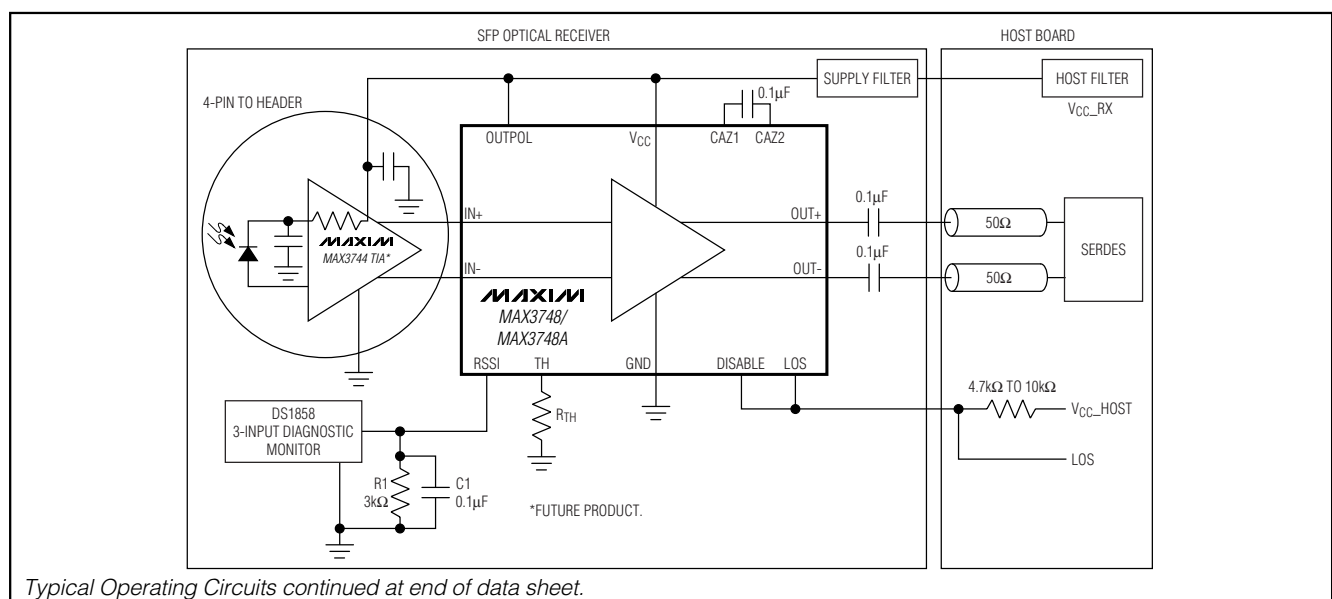 SFP OPTICAL RECEIVER
HOST BOARD
SUPPLY FILTER
HOST FILTER
VCC_RX
4-PIN TO HEADER
0.1µF
OUTPOL
VCC
CAZ1
CAZ2
IN+
IN-
OUT+
OUT-
0.1µF
0.1µF
50Ω
50Ω
SERDES
MAXIM
MAX3744 TIA*
MAXIM
MAX3748/
MAX3748A
RSSI
TH
GND
DISABLE
LOS
4.7kΩ TO 10kΩ
VCC_HOST
LOS
DS1858
3-INPUT DIAGNOSTIC
MONITOR
RTH
R1
3kΩ
C1
0.1µF
*FUTURE PRODUCT.
Typical Operating Circuits continued at end of data sheet.